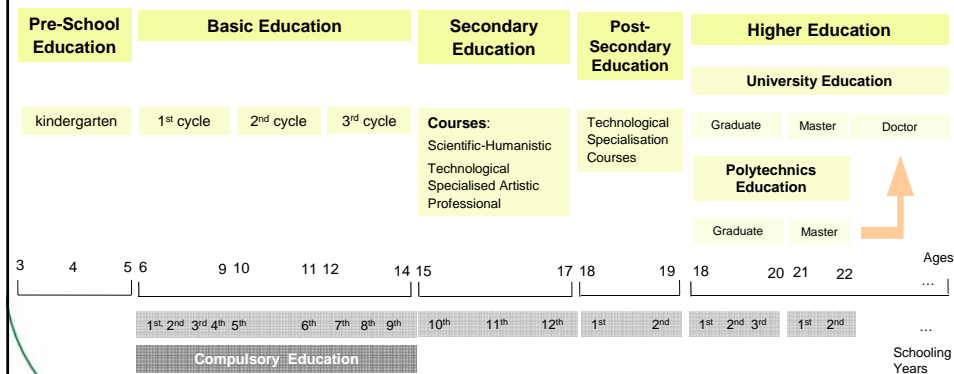 Pre-School
Education
Basic Education
Secondary
Education
Post-
Secondary
Education
Higher Education
University Education
kindergarten
1st cycle
2nd cycle
3rd cycle
Courses:
Scientific-Humanistic
Technological
Specialised Artistic
Professional
Technological
Specialisation
Courses
Graduate
Master
Doctor
Polytechnics
Education
Graduate
Master
3 4 5 6 9 10 11 12 14 15 17 18 19 18 20 21 22
Ages
...
1st, 2nd 3rd 4th 5th 6th 7th 8th 9th 10th 11th 12th 1st 2nd 1st 2nd 3rd 1st 2nd ...
Compulsory Education
Schooling
Years